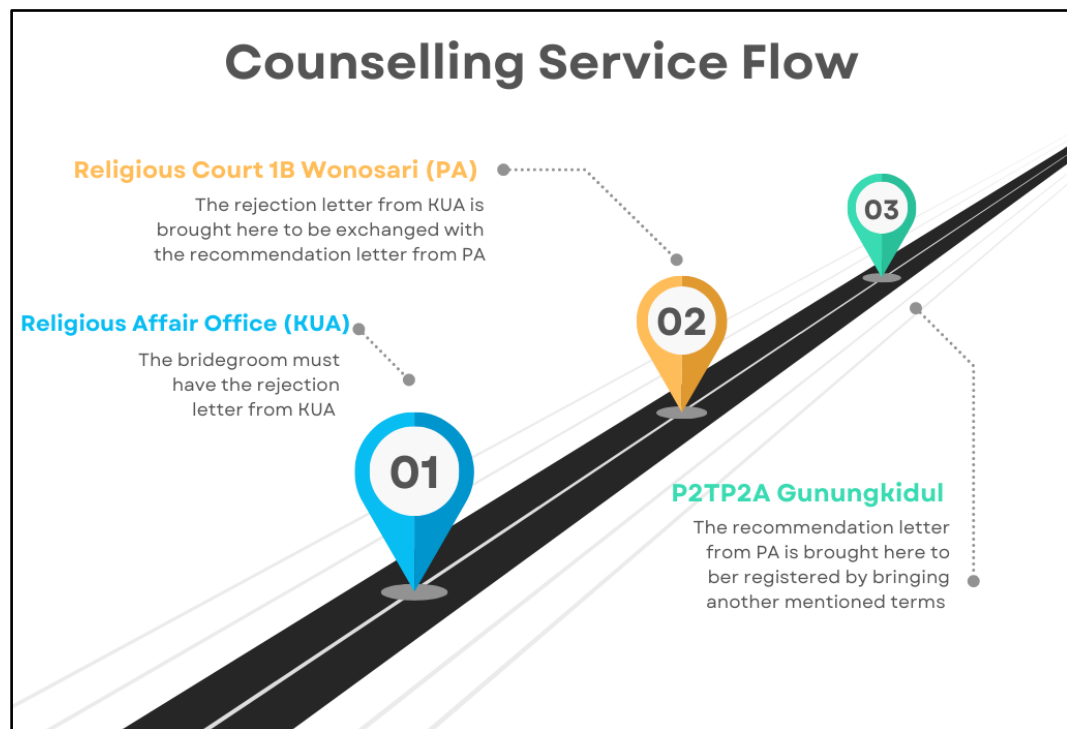 Counselling Service Flow
Religious Court 1B Wonosari (PA)
The rejection letter from KUA is
brought here to be exchanged with
the recommendation letter from PA
03
02
Religious Affair Office (KUA)
The bridegroom must
have the rejection
letter from KUA
01
P2TP2A Gunungkidul
The recommendation letter
from PA is brought here to
ber registered by bringing
another mentioned terms